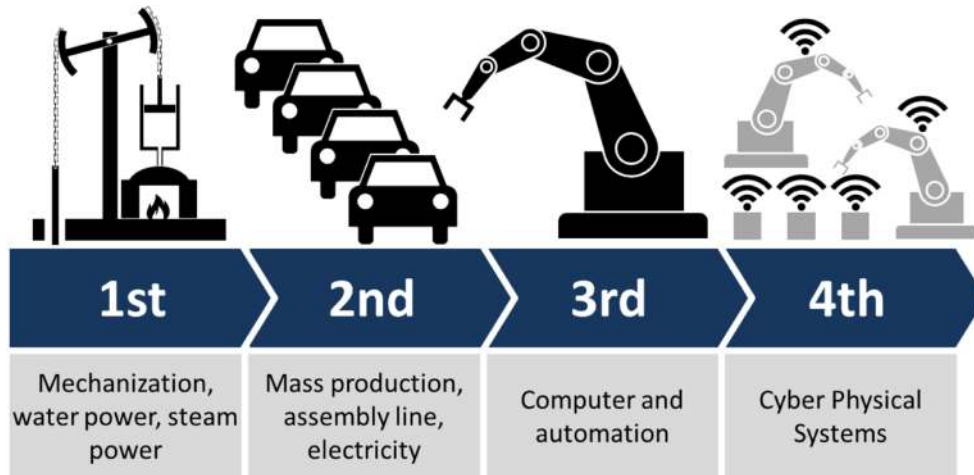 1st
2nd
3rd
4th
Mechanization,
water power, steam
power
Mass production,
assembly line,
electricity
Computer and
automation
Cyber Physical
Systems